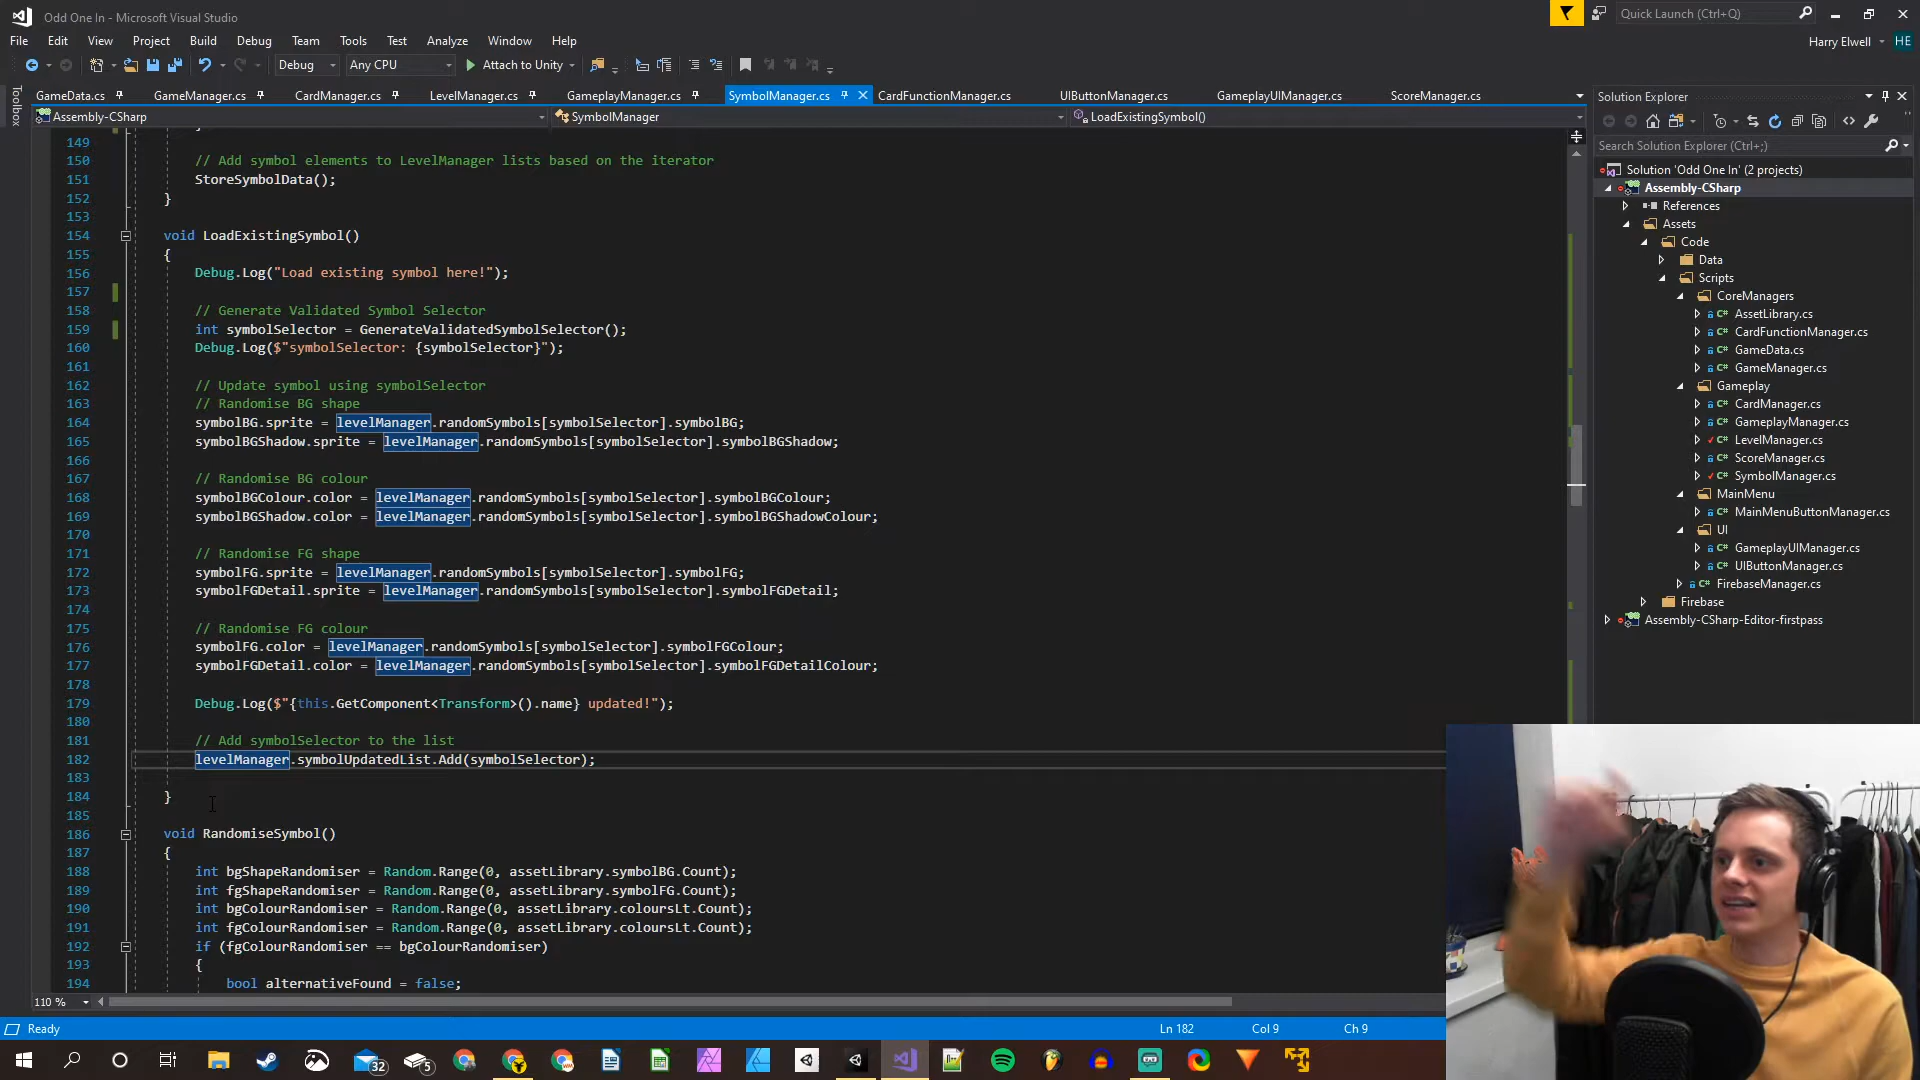 Odd One In - Microsoft Visual Studio
Quick Launch (Ctrl+Q)
File Edit View Project Build Debug Team Tools Test Analyze Window Help
Harry Elwell HE
Debug Any CPU Attach to Unity
Toolbox
GameData.cs GameManager.cs CardManager.cs LevelManager.cs GameplayManager.cs SymbolManager.cs CardFunctionManager.cs UIButtonManager.cs GameplayUIManager.cs ScoreManager.cs
Assembly-CSharp SymbolManager LoadExistingSymbol()
149
150 // Add symbol elements to LevelManager lists based on the iterator
151 StoreSymbolData();
152 }
153
154 void LoadExistingSymbol()
155 {
156 Debug.Log("Load existing symbol here!");
157
158 // Generate Validated Symbol Selector
159 int symbolSelector = GenerateValidatedSymbolSelector();
160 Debug.Log($"symbolSelector: {symbolSelector}");
161
162 // Update symbol using symbolSelector
163 // Randomise BG shape
164 symbolBG.sprite = levelManager.randomSymbols[symbolSelector].symbolBG;
165 symbolBGShadow.sprite = levelManager.randomSymbols[symbolSelector].symbolBGShadow;
166
167 // Randomise BG colour
168 symbolBGColour.color = levelManager.randomSymbols[symbolSelector].symbolBGColour;
169 symbolBGShadow.color = levelManager.randomSymbols[symbolSelector].symbolBGShadowColour;
170
171 // Randomise FG shape
172 symbolFG.sprite = levelManager.randomSymbols[symbolSelector].symbolFG;
173 symbolFGDetail.sprite = levelManager.randomSymbols[symbolSelector].symbolFGDetail;
174
175 // Randomise FG colour
176 symbolFG.color = levelManager.randomSymbols[symbolSelector].symbolFGColour;
177 symbolFGDetail.color = levelManager.randomSymbols[symbolSelector].symbolFGDetailColour;
178
179 Debug.Log($"{this.GetComponent<Transform>().name} updated!");
180
181 // Add symbolSelector to the list
182 levelManager.symbolUpdatedList.Add(symbolSelector);
183
184 }
185
186 void RandomiseSymbol()
187 {
188 int bgShapeRandomiser = Random.Range(0, assetLibrary.symbolBG.Count);
189 int fgShapeRandomiser = Random.Range(0, assetLibrary.symbolFG.Count);
190 int bgColourRandomiser = Random.Range(0, assetLibrary.coloursLt.Count);
191 int fgColourRandomiser = Random.Range(0, assetLibrary.coloursLt.Count);
192 if (fgColourRandomiser == bgColourRandomiser)
193 {
194 bool alternativeFound = false;
110 %
Solution Explorer
Search Solution Explorer (Ctrl+;)
Solution 'Odd One In' (2 projects)
Assembly-CSharp
References
Assets
Code
Data
Scripts
CoreManagers
AssetLibrary.cs
CardFunctionManager.cs
GameData.cs
GameManager.cs
Gameplay
CardManager.cs
GameplayManager.cs
LevelManager.cs
ScoreManager.cs
SymbolManager.cs
MainMenu
MainMenuButtonManager.cs
UI
GameplayUIManager.cs
UIButtonManager.cs
FirebaseManager.cs
Firebase
Assembly-CSharp-Editor-firstpass
Ready Ln 182 Col 9 Ch 9
32 5